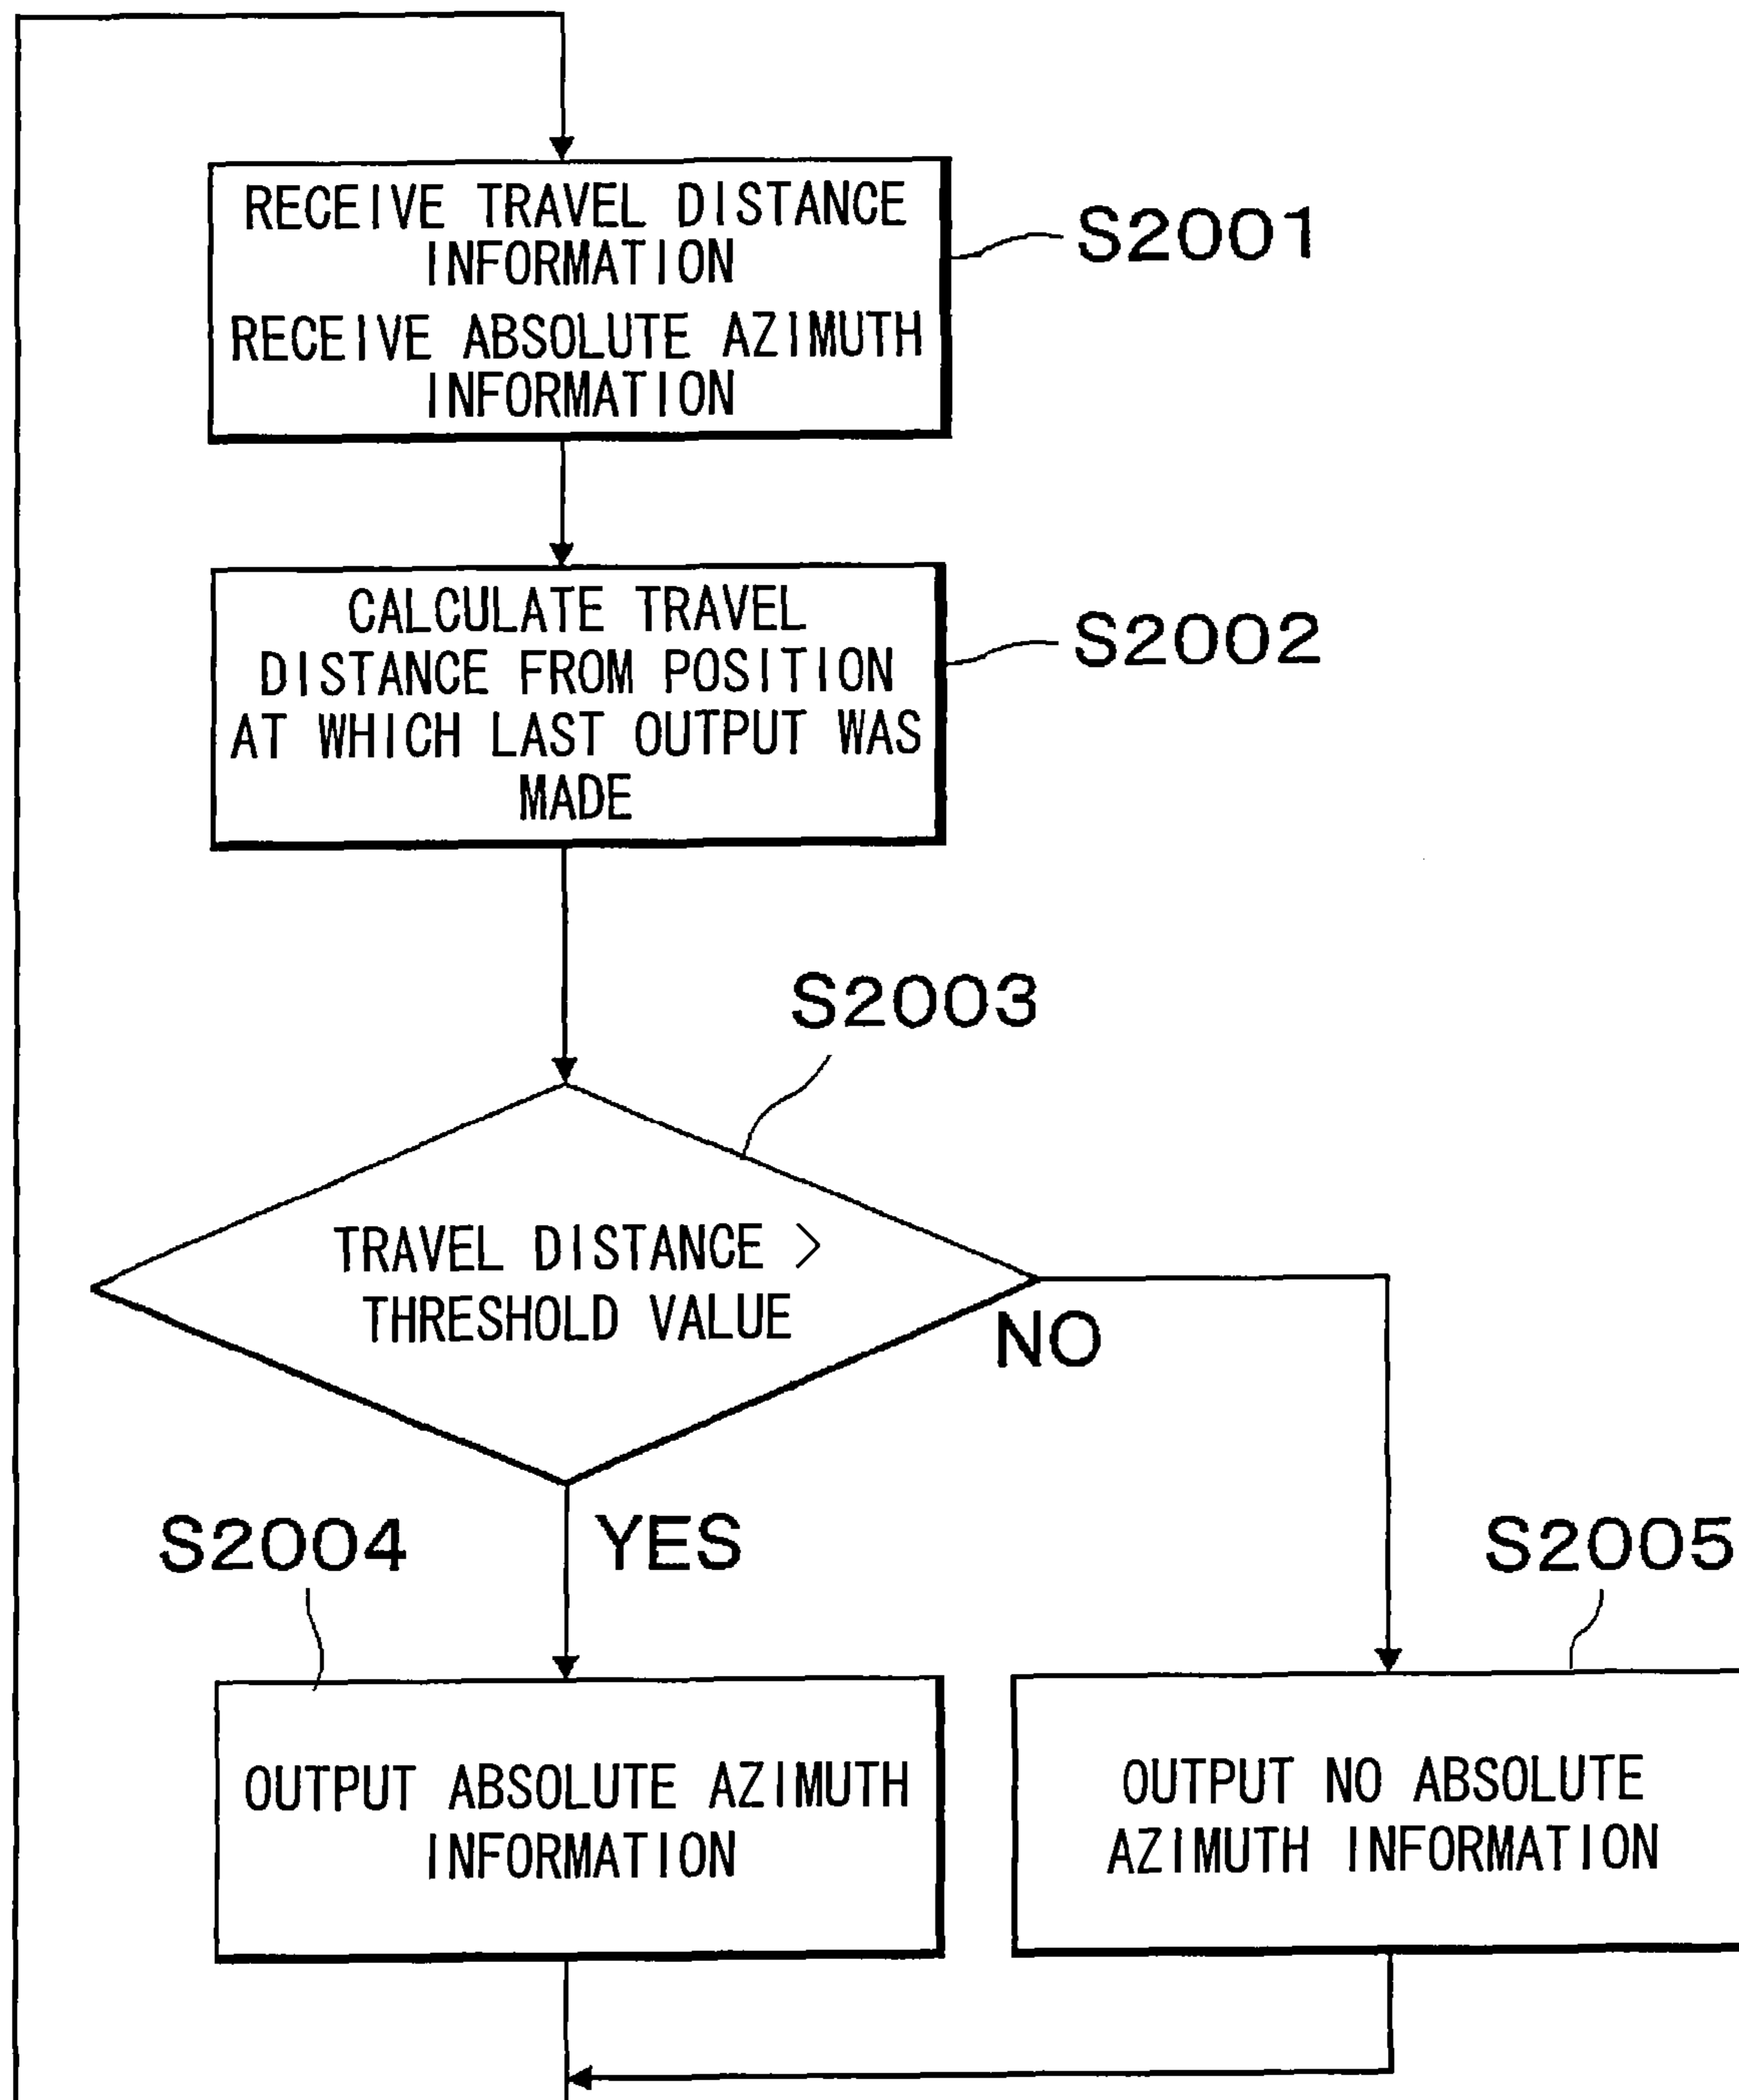 RECEIVE TRAVEL DISTANCE
INFORMATION
RECEIVE ABSOLUTE AZIMUTH
INFORMATION
S2001
CALCULATE TRAVEL
DISTANCE FROM POSITION
AT WHICH LAST OUTPUT WAS
MADE
S2002
S2003
TRAVEL DISTANCE >
THRESHOLD VALUE
NO
YES
S2004
S2005
OUTPUT ABSOLUTE AZIMUTH
INFORMATION
OUTPUT NO ABSOLUTE
AZIMUTH INFORMATION